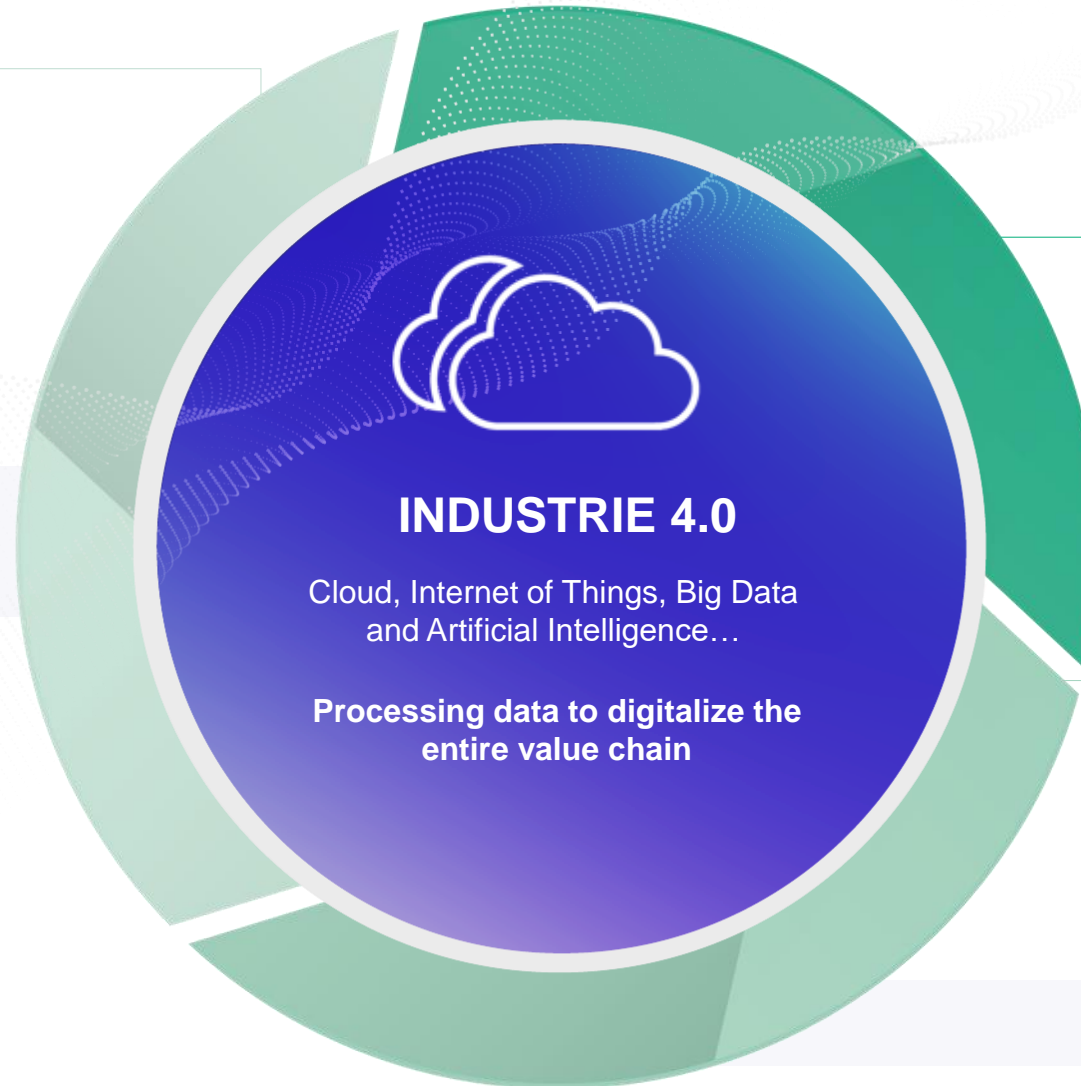 INDUSTRIE 4.0
Cloud, Internet of Things, Big Data
and Artificial Intelligence…
Processing data to digitalize the
entire value chain